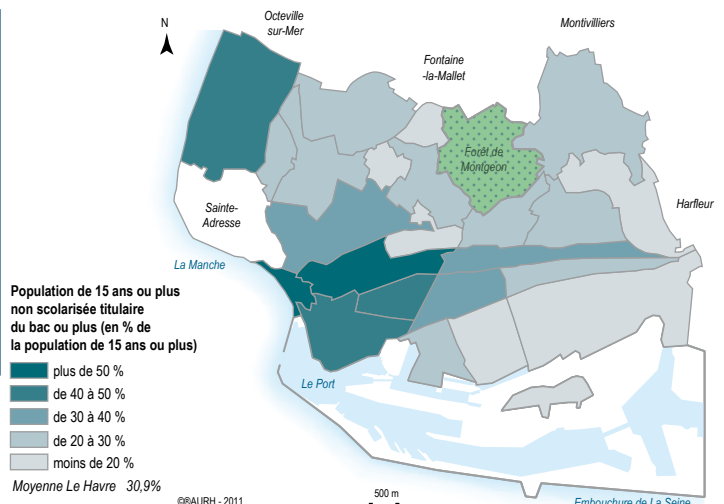 N
Octeville
sur-Mer
Montivilliers
Fontaine
-la-Mallet
Forêt de
Montgeon
Sainte-
Adresse
Harfleur
La Manche
Population de 15 ans ou plus
non scolarisée titulaire
du bac ou plus (en % de
la population de 15 ans ou plus)
plus de 50 %
de 40 à 50 %
de 30 à 40 %
de 20 à 30 %
moins de 20 %
Moyenne Le Havre 30,9%
Le Port
©®AURH - 2011
500 m
Embouchure de La Seine